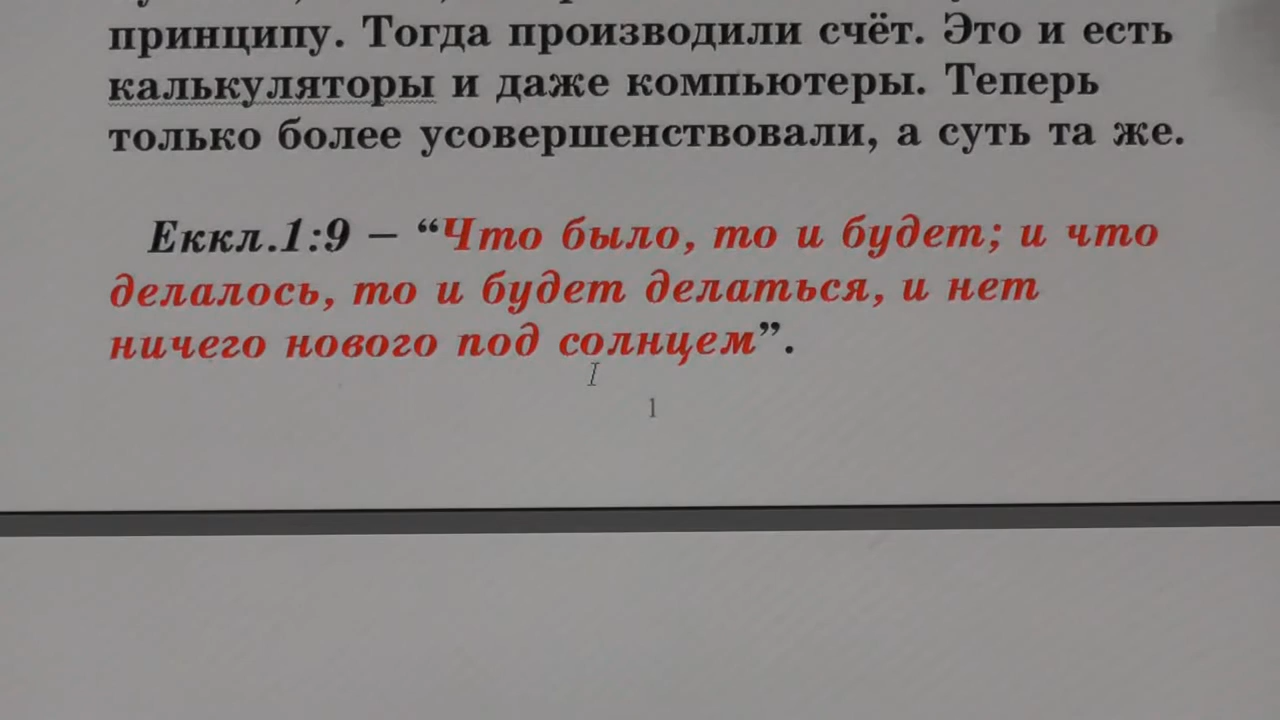 принципу. Тогда производили счёт. Это и есть
калькуляторы и даже компьютеры. Теперь
только более усовершенствовали, а суть та же.
Еккл.1:9 – “Что было, то и будет; и что
делалось, то и будет делаться, и нет
ничего нового под солнцем”.
1